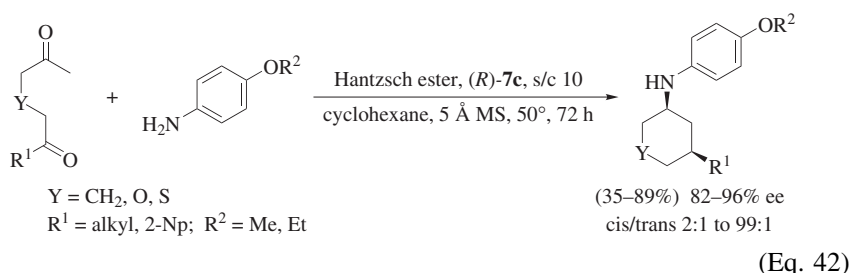 O
OR²
Y
+
H₂N
R¹
O
Hantzsch ester, (R)-7c, s/c 10
cyclohexane, 5 Å MS, 50°, 72 h
OR²
HN
Y
R¹
Y = CH₂, O, S
R¹ = alkyl, 2-Np; R² = Me, Et
(35–89%) 82–96% ee
cis/trans 2:1 to 99:1
(Eq. 42)